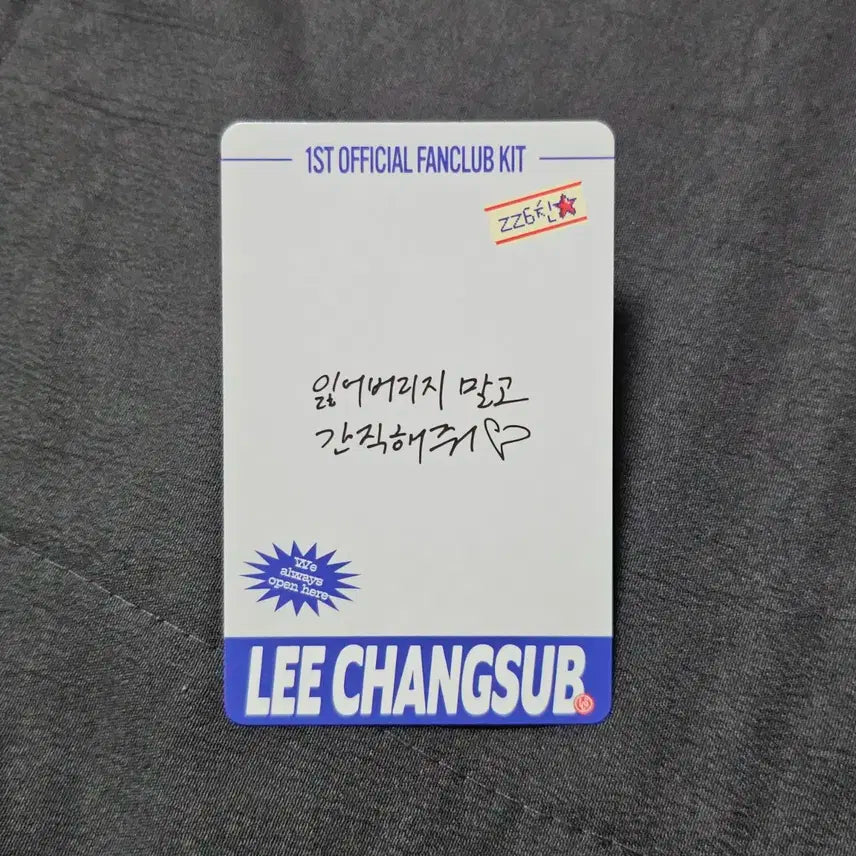 1ST OFFICIAL FANCLUB KIT
ZZ6친
잃어버리지 말고
간직해줘
We
always
open here
LEE CHANGSUB